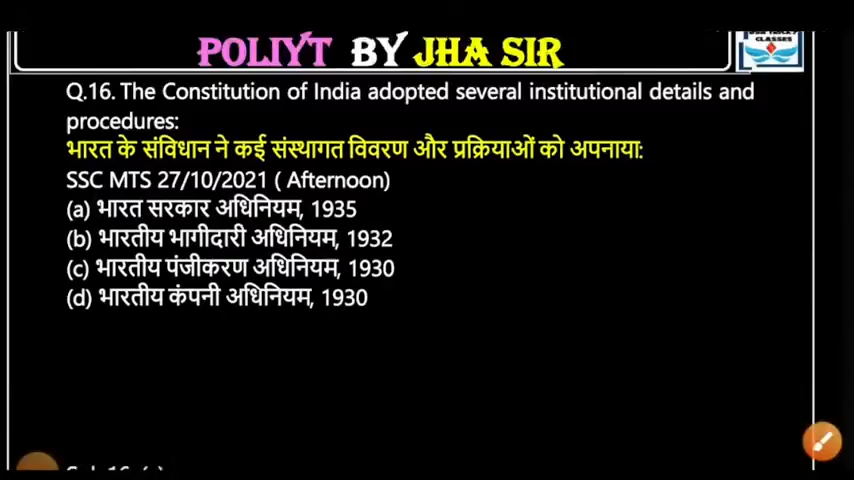 POLIYT BY JHA SIR
CLASSES
Q.16. The Constitution of India adopted several institutional details and
procedures:
भारत के संविधान ने कई संस्थागत विवरण और प्रक्रियाओं को अपनाया:
SSC MTS 27/10/2021 ( Afternoon)
(a) भारत सरकार अधिनियम, 1935
(b) भारतीय भागीदारी अधिनियम, 1932
(c) भारतीय पंजीकरण अधिनियम, 1930
(d) भारतीय कंपनी अधिनियम, 1930